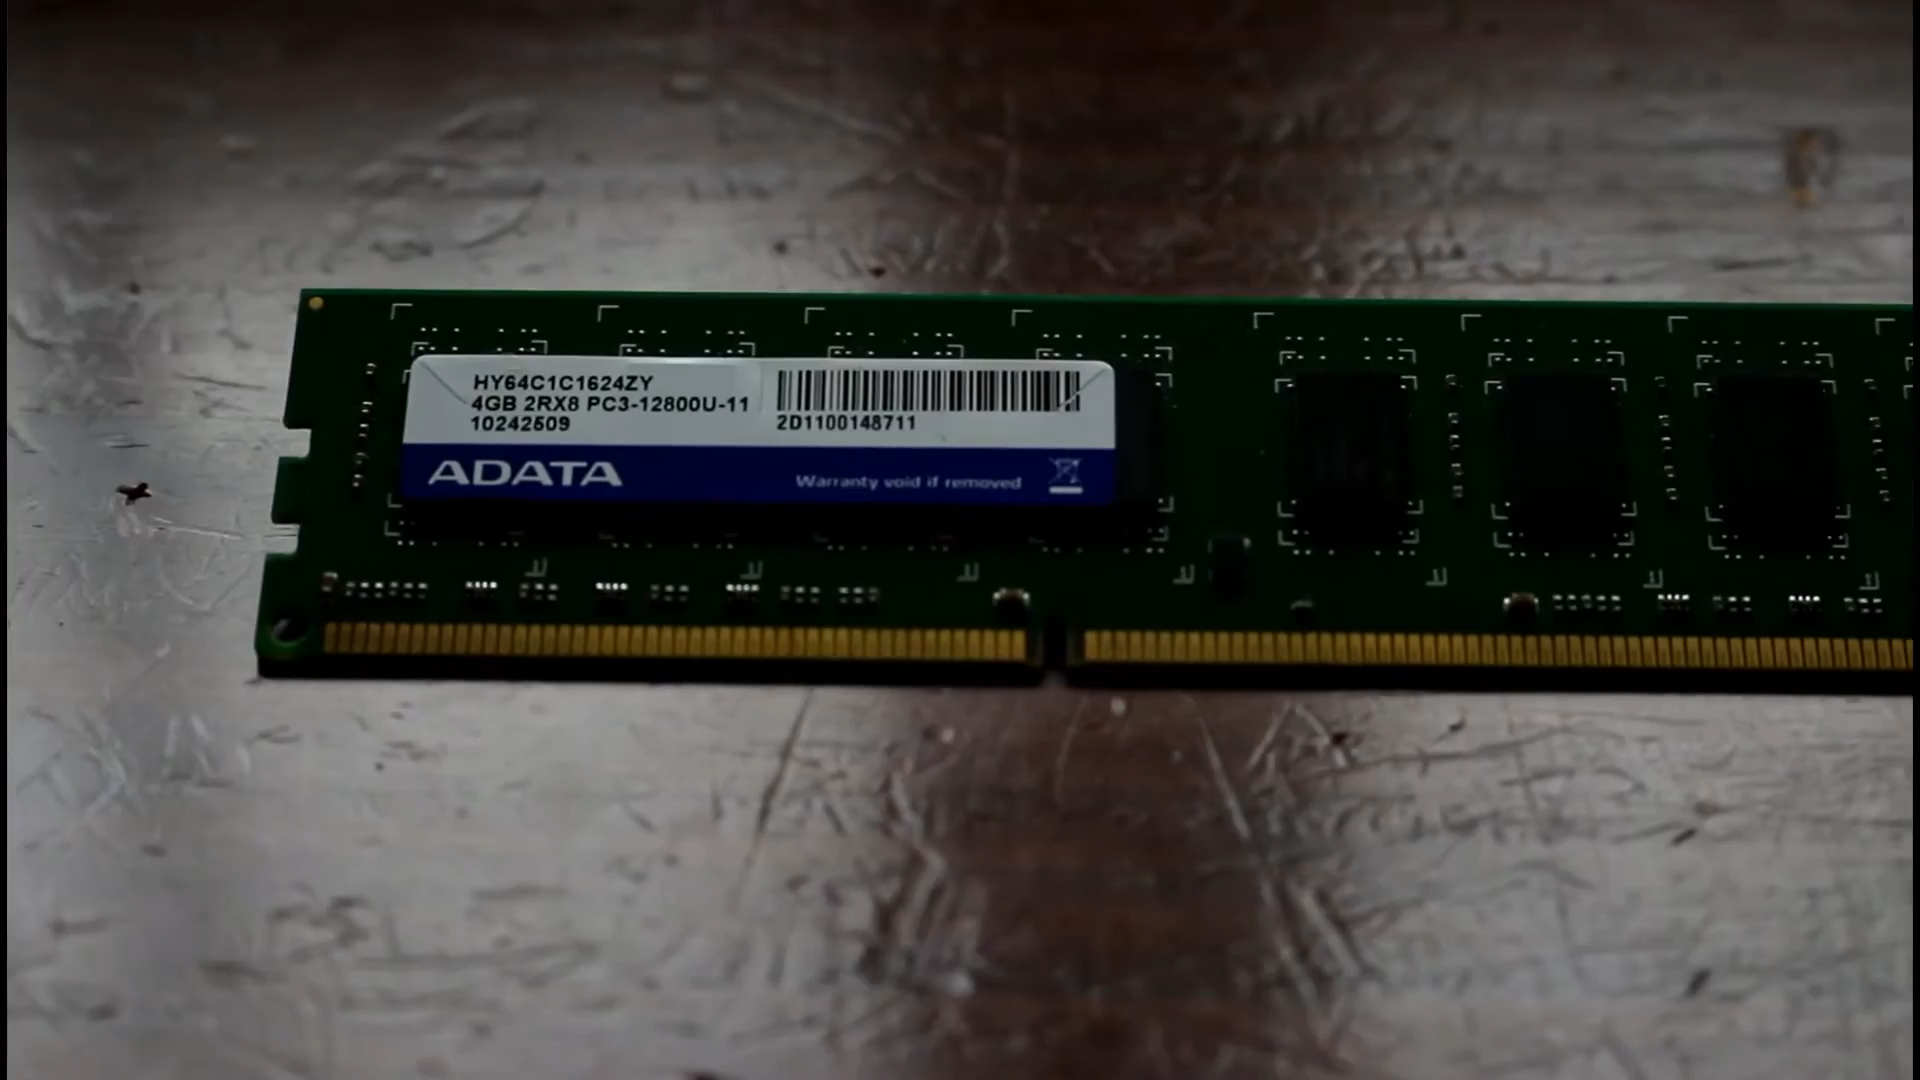 HY64C1C1624ZY
4GB 2RX8 PC3-12800U-11
10242509
2D1100148711
ADATA
Warranty void if removed